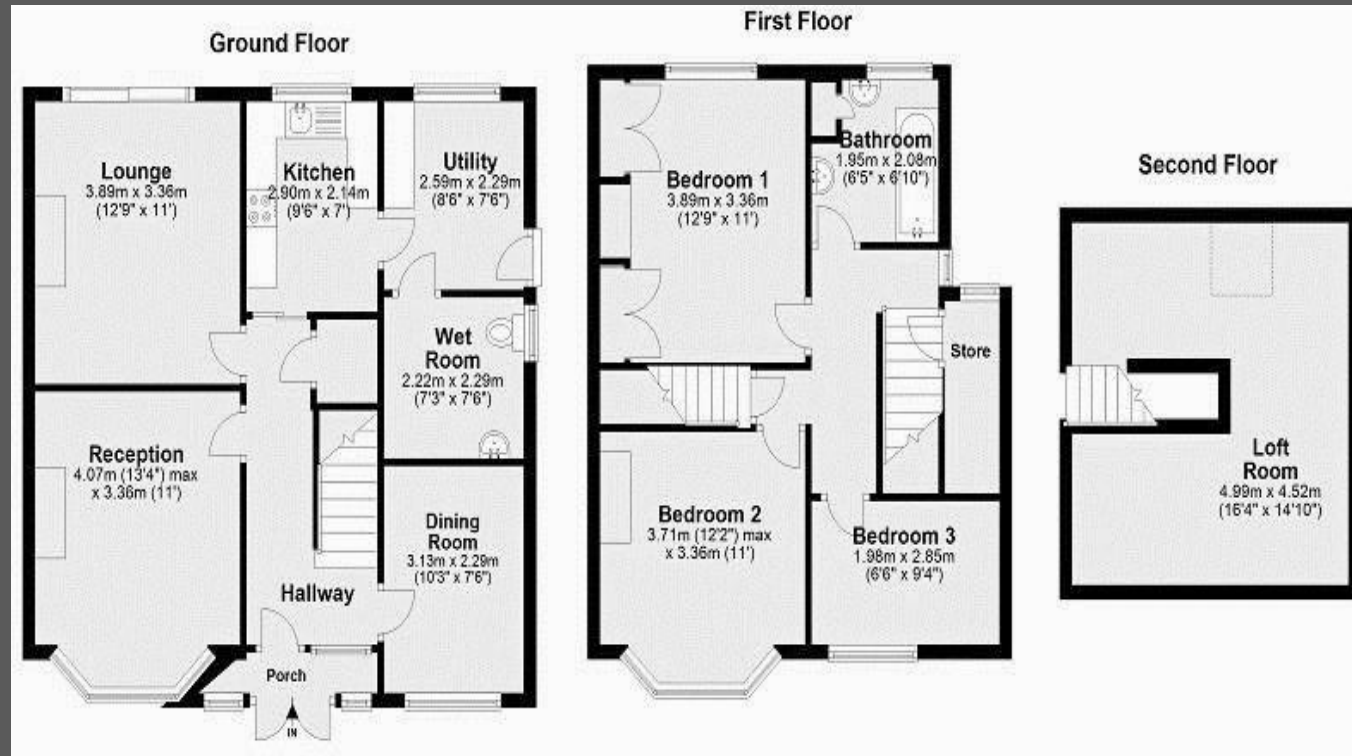 Ground Floor
Lounge
3.89m x 3.36m
(12'9" x 11')
Kitchen
2.90m x 2.14m
(9'6" x 7')
Utility
2.59m x 2.29m
(8'6" x 7'6")
Wet
Room
2.22m x 2.29m
(7'3" x 7'6")
Reception
4.07m (13'4") max
x 3.36m (11')
Dining
Room
3.13m x 2.29m
(10'3" x 7'6")
Hallway
Porch
IN
First Floor
Bedroom 1
3.89m x 3.36m
(12'9" x 11')
Bathroom
1.95m x 2.08m
(6'5" x 6'10")
Store
Bedroom 2
3.71m (12'2") max
x 3.36m (11')
Bedroom 3
1.98m x 2.85m
(6'6" x 9'4")
Second Floor
Loft
Room
4.99m x 4.52m
(16'4" x 14'10")